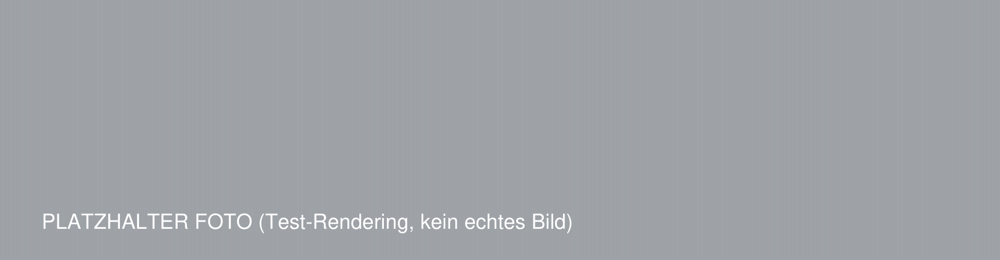 PLATZHALTER FOTO (Test-Rendering, kein echtes Bild)